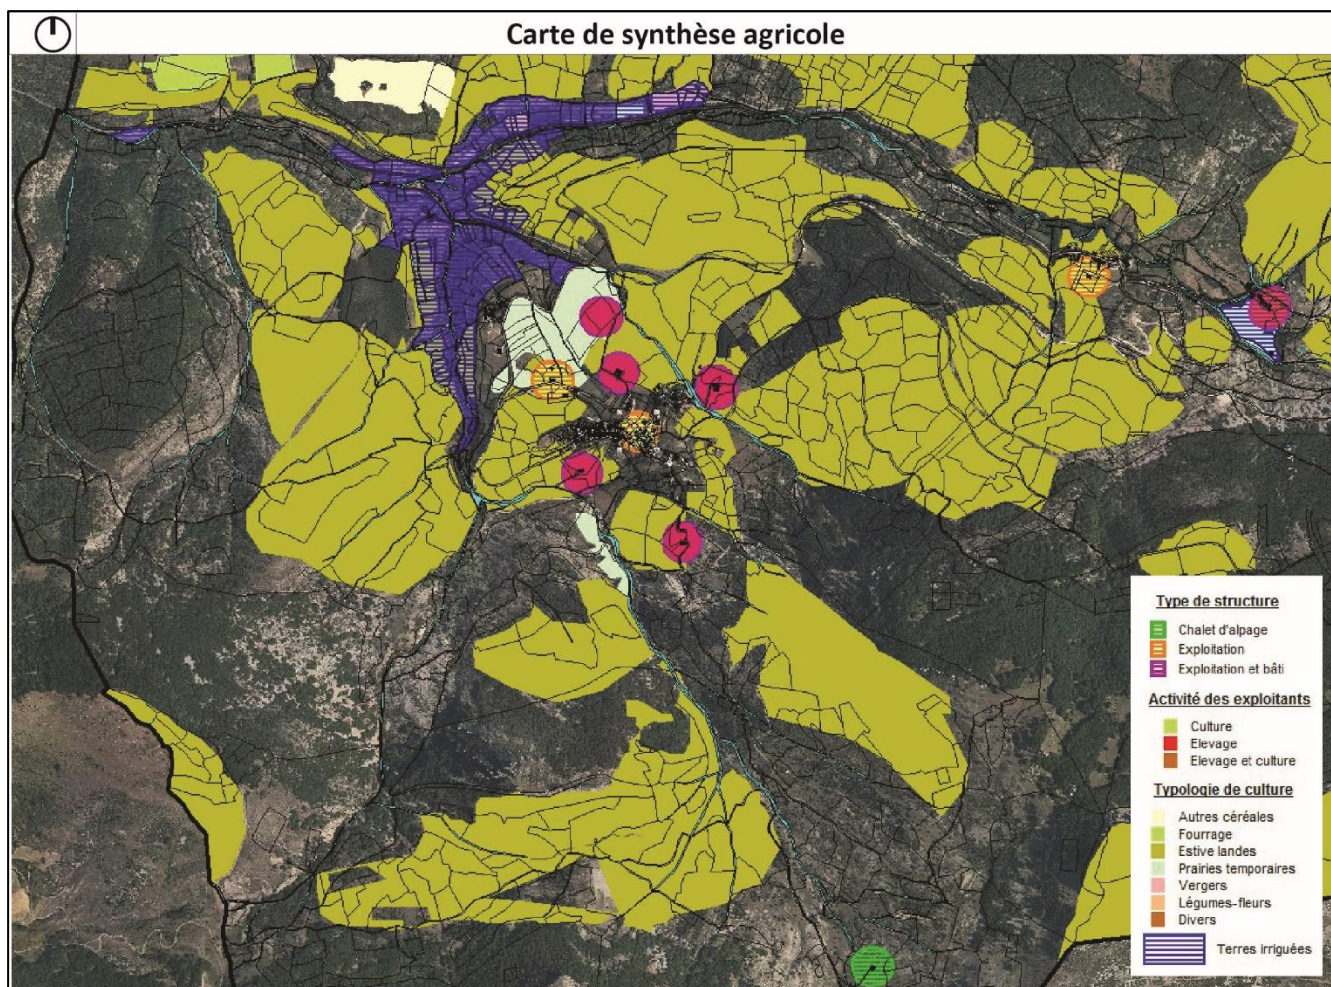 Carte de synthèse agricole
Type de structure
Chalet d'alpage
Exploitation
Exploitation et bâti
Activité des exploitants
Culture
Elevage
Elevage et culture
Typologie de culture
Autres céréales
Fourrage
Estive landes
Prairies temporaires
Vergers
Légumes-fleurs
Divers
Terres irriguées